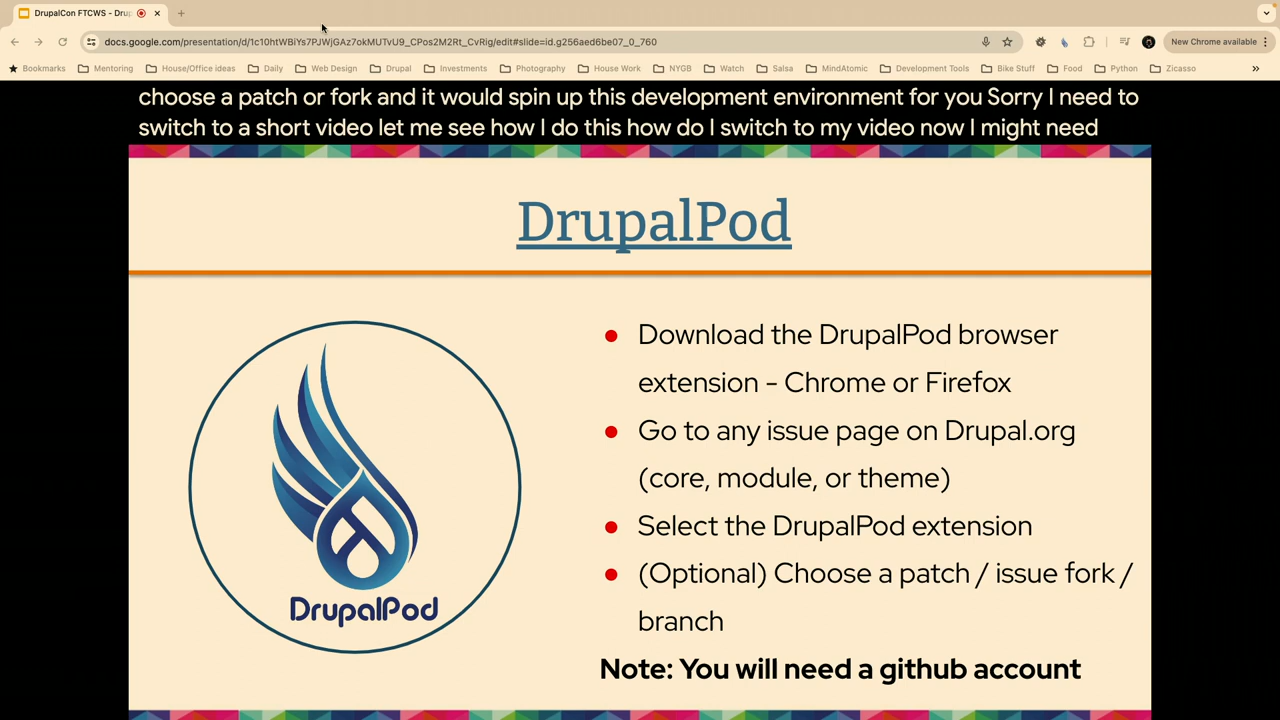 DrupalCon FTCWS - Drup
docs.google.com/presentation/d/1c10htWBiYs7PJWjGAz7okMUTvU9_CPos2M2Rt_CvRig/edit#slide=id.g256aed6be07_0_760
New Chrome available
Bookmarks Mentoring House/Office ideas Daily Web Design Drupal Investments Photography House Work NYGB Watch Salsa MindAtomic Development Tools Bike Stuff Food Python Zicasso
choose a patch or fork and it would spin up this development environment for you Sorry I need to
switch to a short video let me see how I do this how do I switch to my video now I might need
DrupalPod
Download the DrupalPod browser
extension - Chrome or Firefox
Go to any issue page on Drupal.org
(core, module, or theme)
Select the DrupalPod extension
(Optional) Choose a patch / issue fork /
branch
Note: You will need a github account
DrupalPod